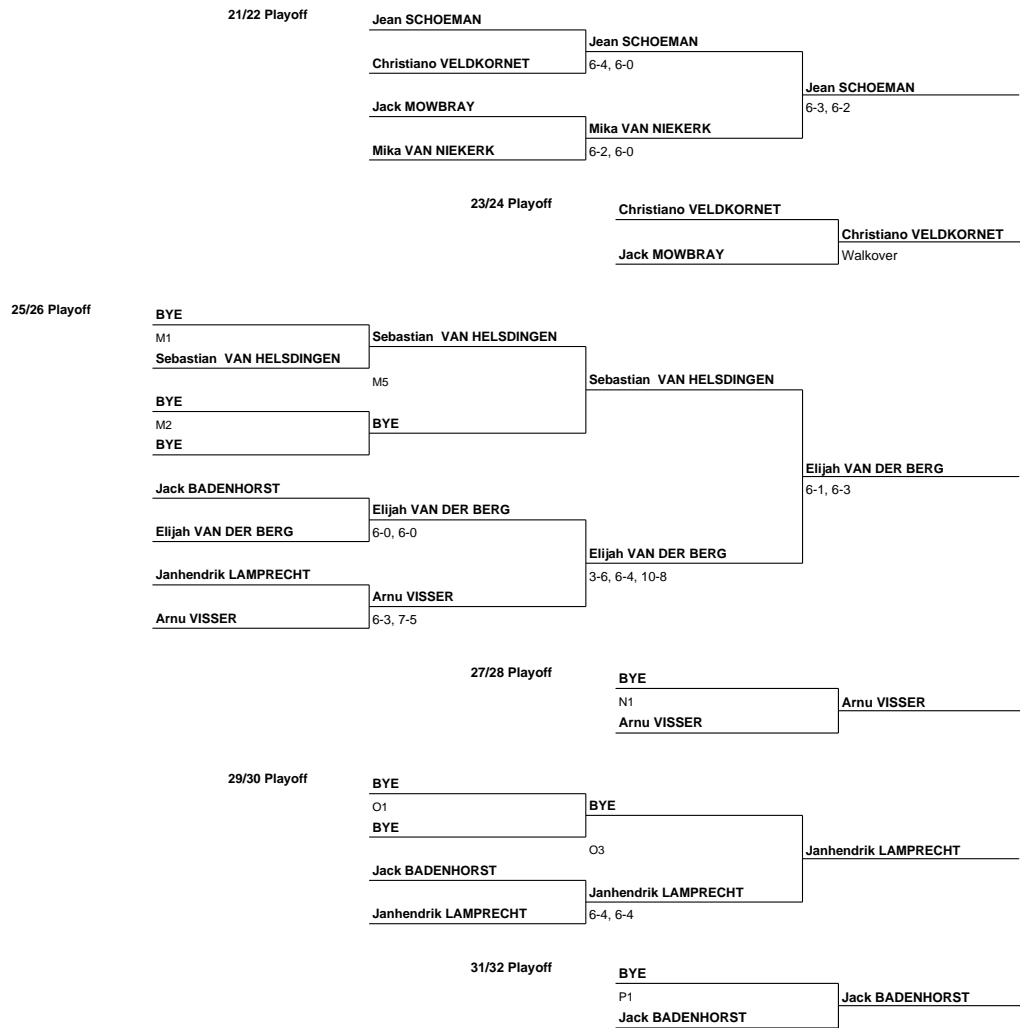 21/22 Playoff
Jean SCHOEMAN
Jean SCHOEMAN
Christiano VELDKORNET
6-4, 6-0
Jean SCHOEMAN
Jack MOWBRAY
6-3, 6-2
Mika VAN NIEKERK
Mika VAN NIEKERK
6-2, 6-0
23/24 Playoff
Christiano VELDKORNET
Christiano VELDKORNET
Jack MOWBRAY
Walkover
25/26 Playoff
BYE
M1
Sebastian  VAN HELSDINGEN
Sebastian  VAN HELSDINGEN
M5
Sebastian  VAN HELSDINGEN
BYE
M2
BYE
BYE
Elijah VAN DER BERG
Jack BADENHORST
6-1, 6-3
Elijah VAN DER BERG
Elijah VAN DER BERG
6-0, 6-0
Elijah VAN DER BERG
Janhendrik LAMPRECHT
3-6, 6-4, 10-8
Arnu VISSER
Arnu VISSER
6-3, 7-5
27/28 Playoff
BYE
N1
Arnu VISSER
Arnu VISSER
29/30 Playoff
BYE
O1
BYE
BYE
O3
Janhendrik LAMPRECHT
Jack BADENHORST
Janhendrik LAMPRECHT
Janhendrik LAMPRECHT
6-4, 6-4
31/32 Playoff
BYE
P1
Jack BADENHORST
Jack BADENHORST